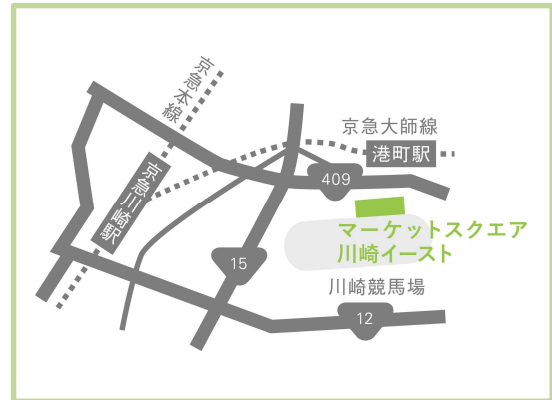 京急本線
京急大師線
港町駅
409
京急川崎駅
マーケットスクエア
川崎イースト
15
川崎競馬場
12